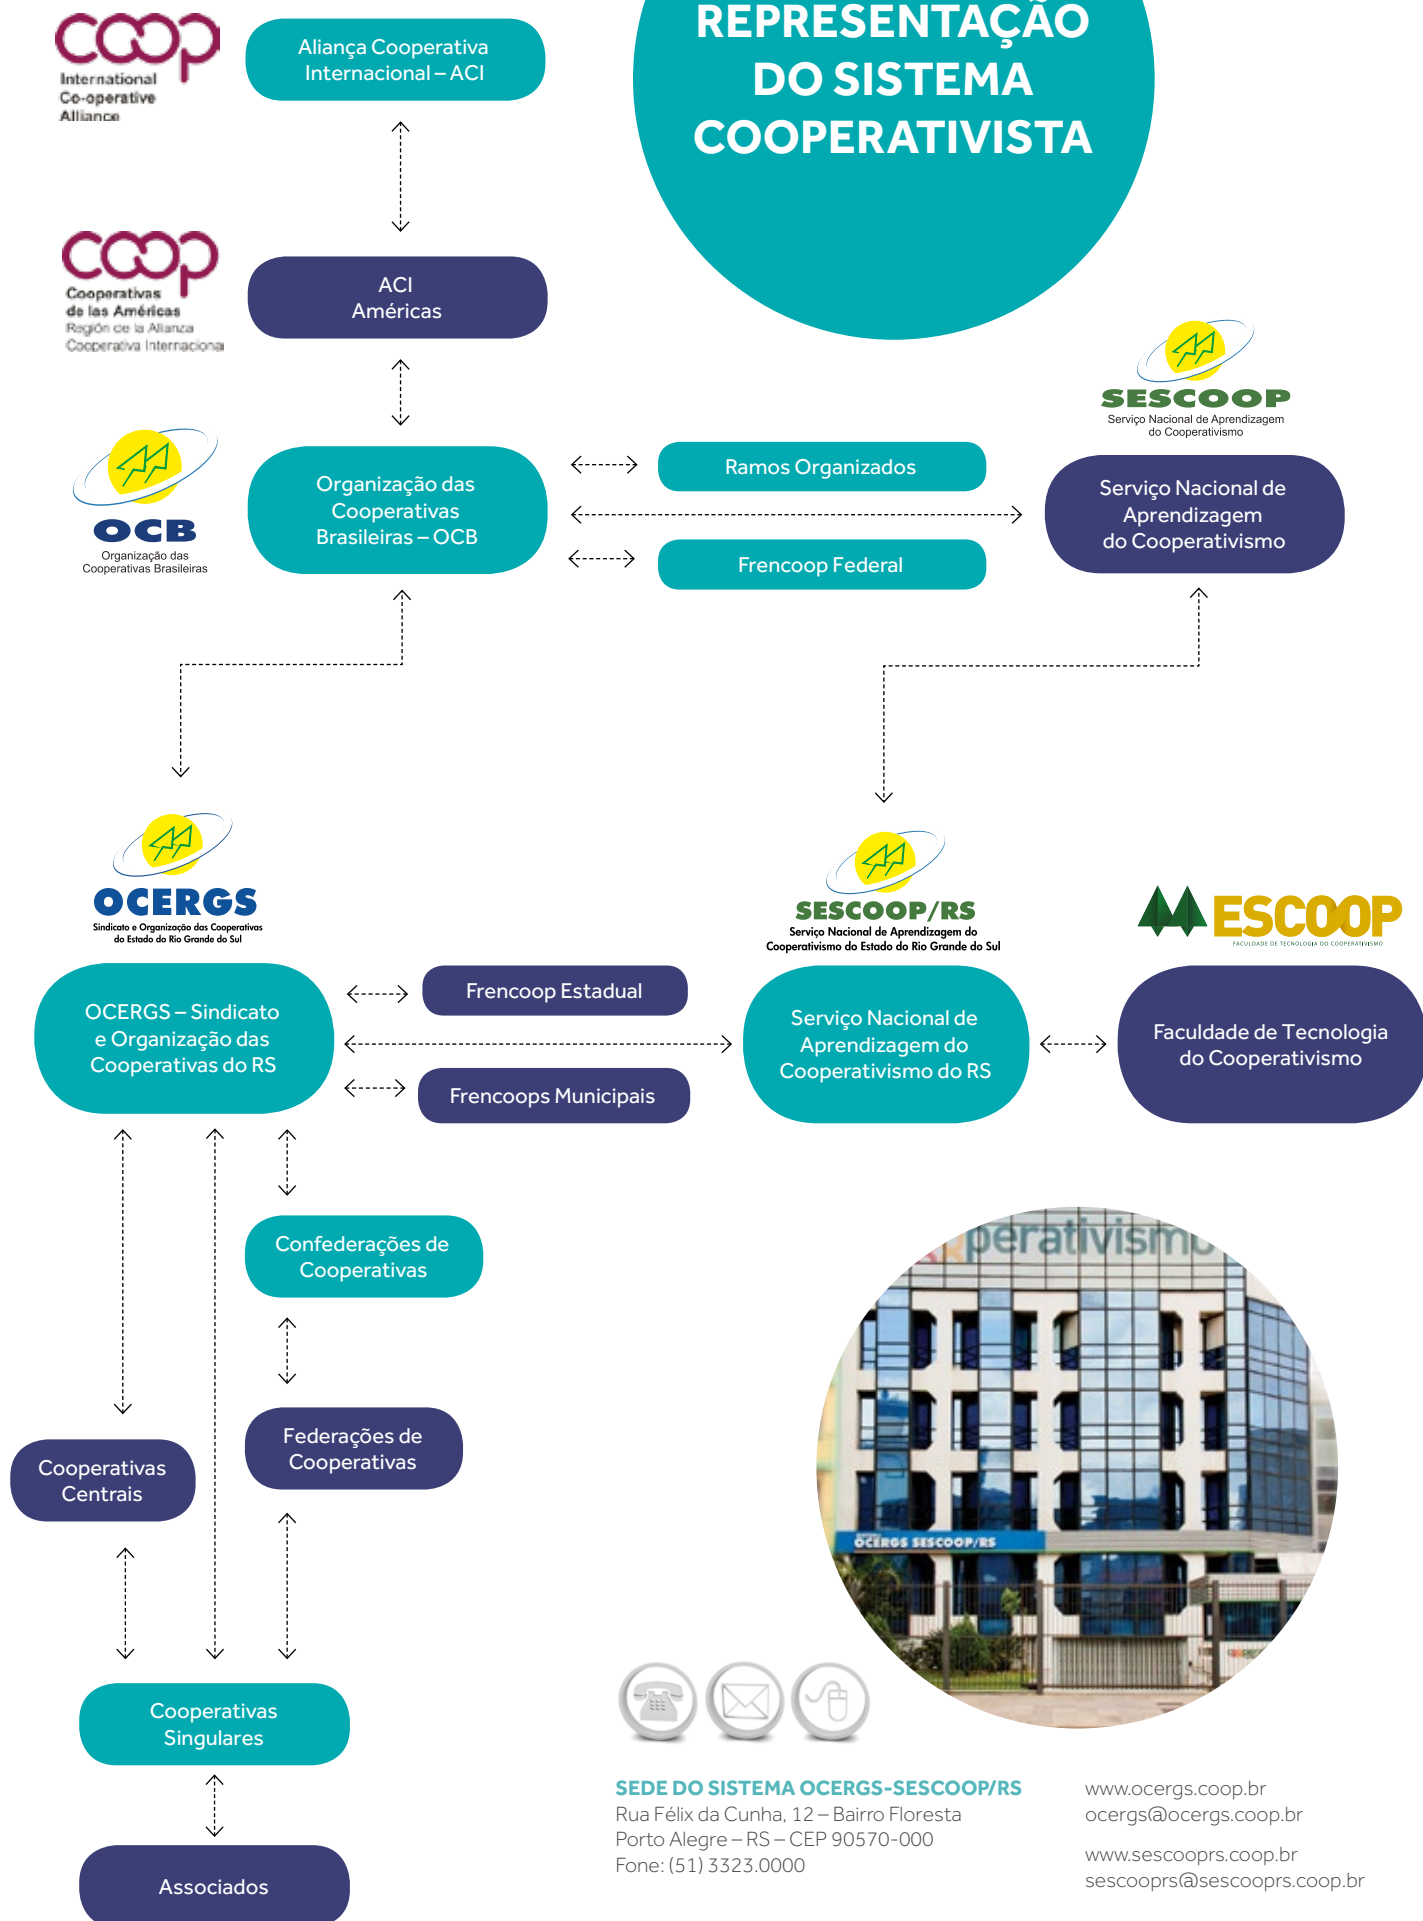 REPRESENTAÇÃO
DO SISTEMA
COOPERATIVISTA
coop
International
Co-operative
Alliance
Aliança Cooperativa
Internacional – ACI
coop
Cooperativas
de las Américas
Región de la Alianza
Cooperativa Internacional
ACI
Américas
OCB
Organização das
Cooperativas Brasileiras
Organização das
Cooperativas
Brasileiras – OCB
Ramos Organizados
Frencoop Federal
SESCOOP
Serviço Nacional de Aprendizagem
do Cooperativismo
Serviço Nacional de
Aprendizagem
do Cooperativismo
OCERGS
Sindicato e Organização das Cooperativas
do Estado do Rio Grande do Sul
OCERGS – Sindicato
e Organização das
Cooperativas do RS
Frencoop Estadual
Frencoops Municipais
SESCOOP/RS
Serviço Nacional de Aprendizagem do
Cooperativismo do Estado do Rio Grande do Sul
Serviço Nacional de
Aprendizagem do
Cooperativismo do RS
ESCOOP
FACULDADE DE TECNOLOGIA DO COOPERATIVISMO
Faculdade de Tecnologia
do Cooperativismo
Confederações de
Cooperativas
Federações de
Cooperativas
Cooperativas
Centrais
Cooperativas
Singulares
Associados
perativismo
OCERGS SESCOOP/RS
SEDE DO SISTEMA OCERGS-SESCOOP/RS
Rua Félix da Cunha, 12 – Bairro Floresta
Porto Alegre – RS – CEP 90570-000
Fone: (51) 3323.0000
www.ocergs.coop.br
ocergs@ocergs.coop.br
www.sescooprs.coop.br
sescooprs@sescooprs.coop.br